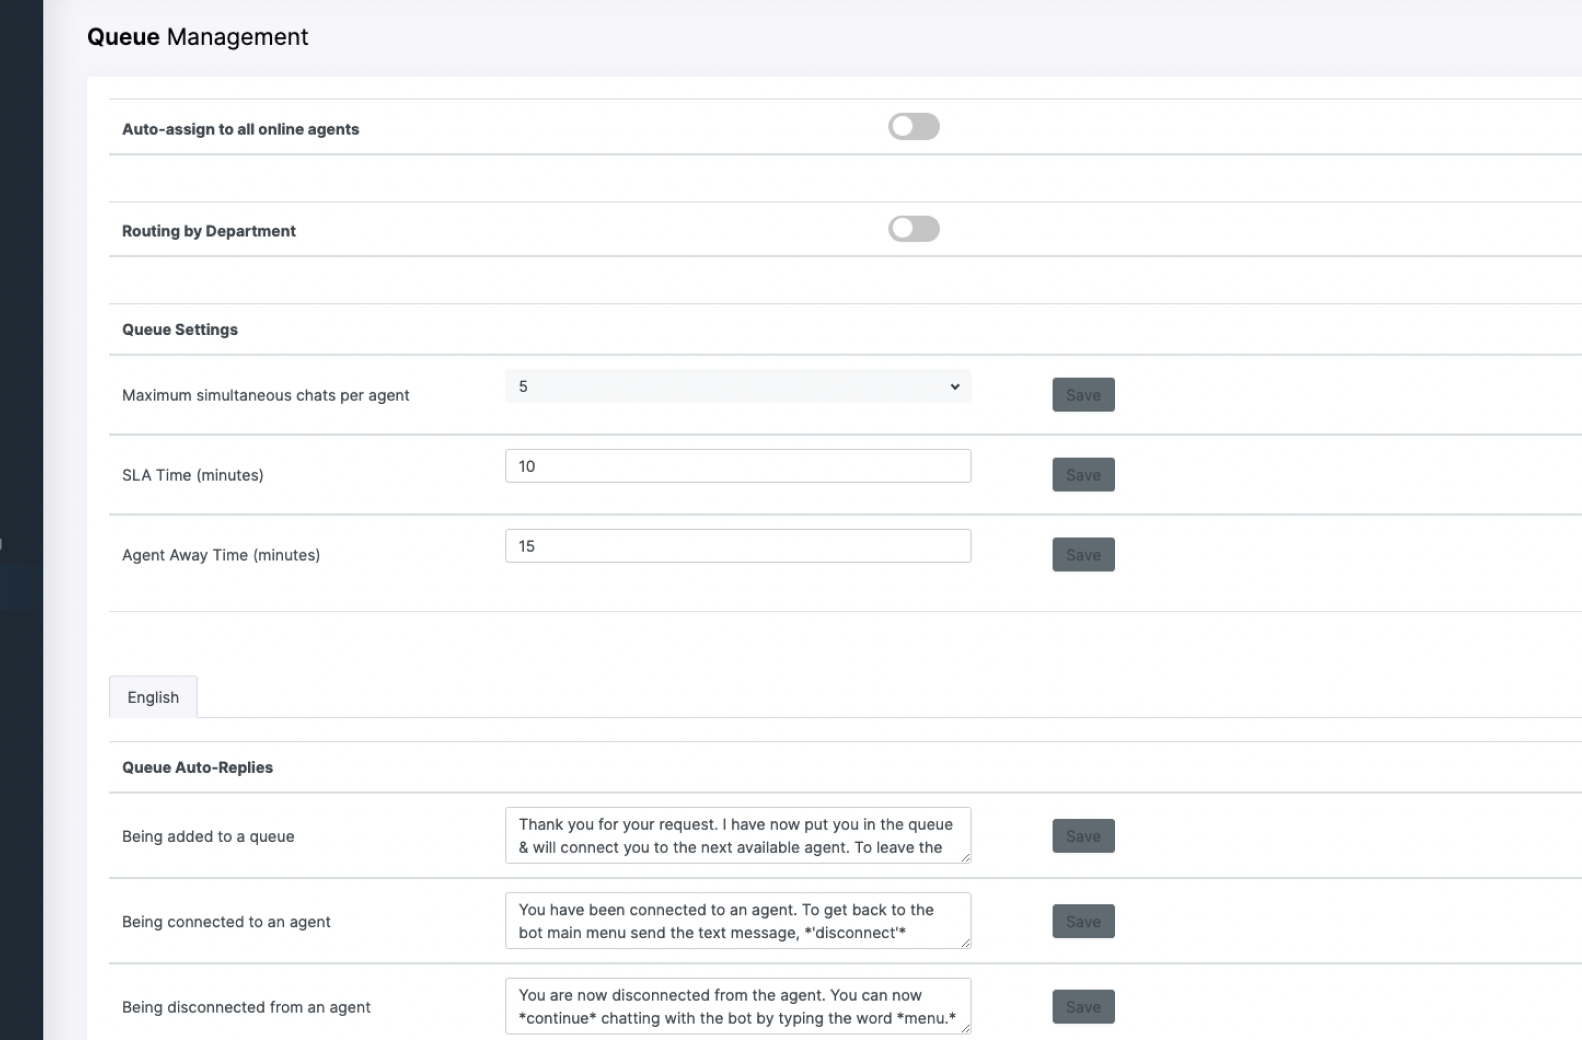 Queue Management
Auto-assign to all online agents
Routing by Department
Queue Settings
Maximum simultaneous chats per agent
5
Save
SLA Time (minutes)
10
Save
Agent Away Time (minutes)
15
Save
English
Queue Auto-Replies
Being added to a queue
Thank you for your request. I have now put you in the queue
& will connect you to the next available agent. To leave the
Save
Being connected to an agent
You have been connected to an agent. To get back to the
bot main menu send the text message, *'disconnect'*
Save
Being disconnected from an agent
You are now disconnected from the agent. You can now
*continue* chatting with the bot by typing the word *menu.*
Save